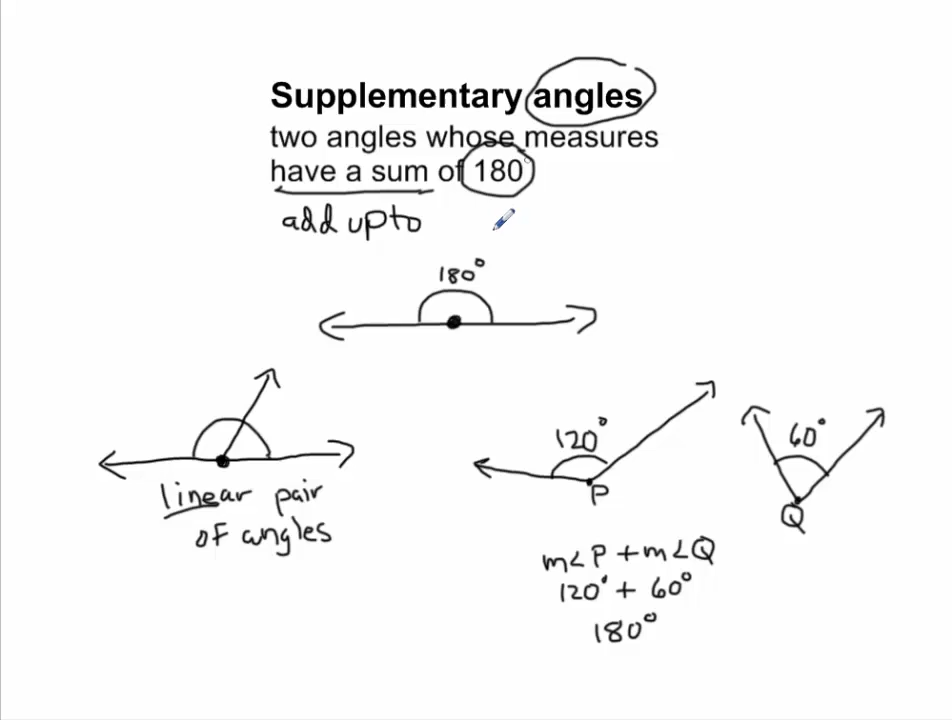 Supplementary angles
two angles whose measures
have a sum of 180°
add up to
180°
linear pair
of angles
120°
P
60°
Q
m∠P + m∠Q
120° + 60°
180°